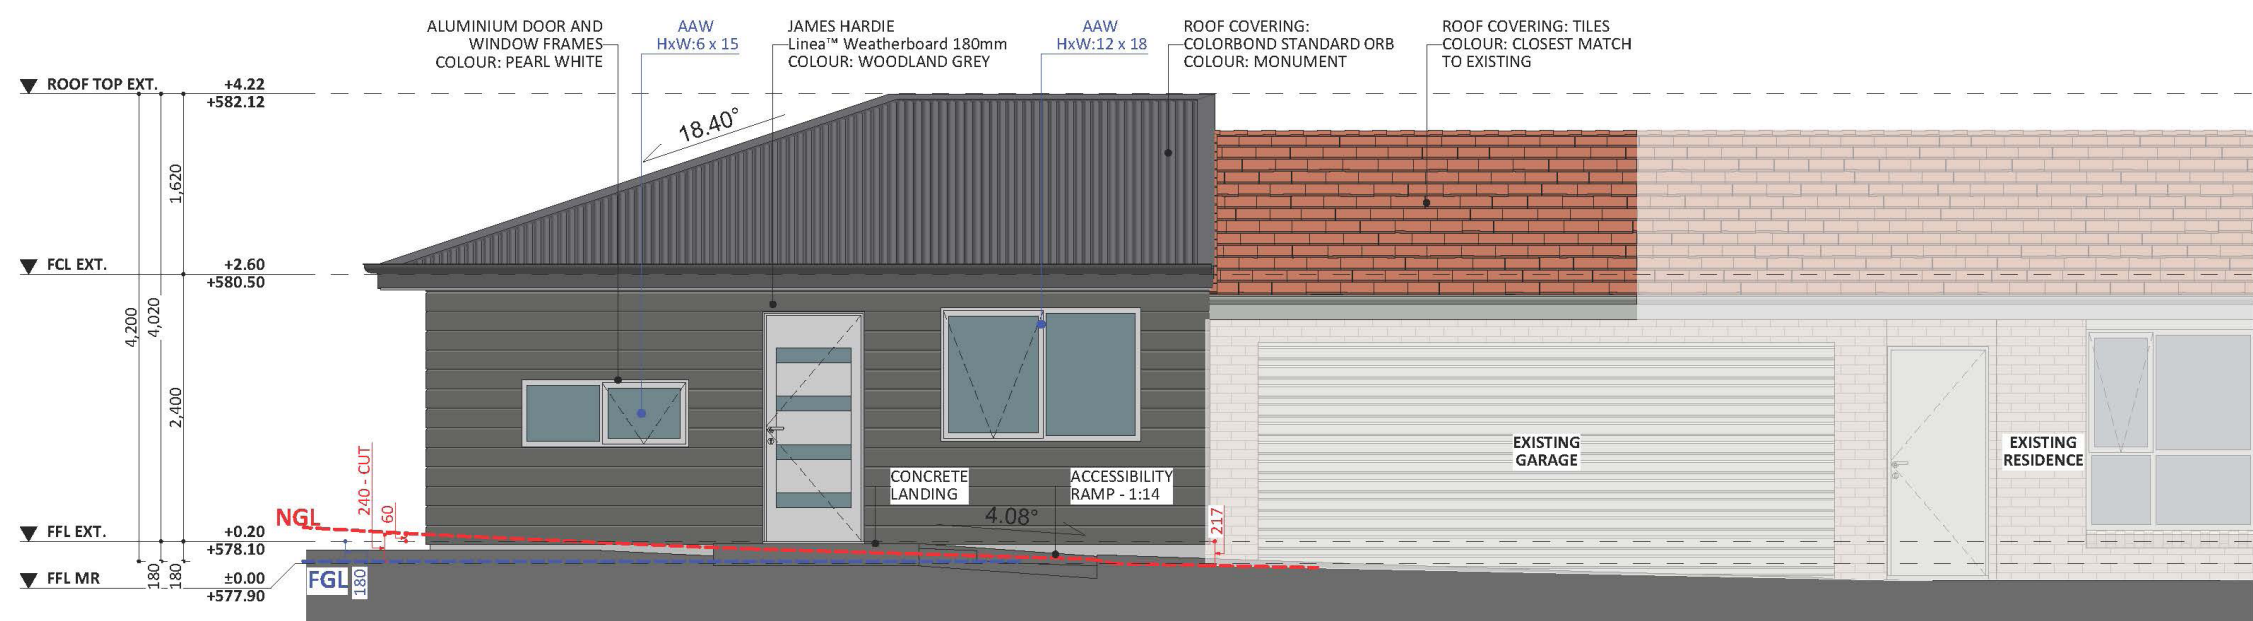 ALUMINIUM DOOR AND
WINDOW FRAMES
COLOUR: PEARL WHITE
AAW
HxW:6 x 15
JAMES HARDIE
Linea™ Weatherboard 180mm
COLOUR: WOODLAND GREY
AAW
HxW:12 x 18
ROOF COVERING:
COLORBOND STANDARD ORB
COLOUR: MONUMENT
ROOF COVERING: TILES
COLOUR: CLOSEST MATCH
TO EXISTING
ROOF TOP EXT.
+4.22
+582.12
18.40°
1,620
FCL EXT.
+2.60
+580.50
4,200
4,020
2,400
240 - CUT
60
NGL
CONCRETE
LANDING
ACCESSIBILITY
RAMP - 1:14
4.08°
217
EXISTING
GARAGE
EXISTING
RESIDENCE
FFL EXT.
+0.20
+578.10
FFL MR
±0.00
+577.90
180
180
FGL
180